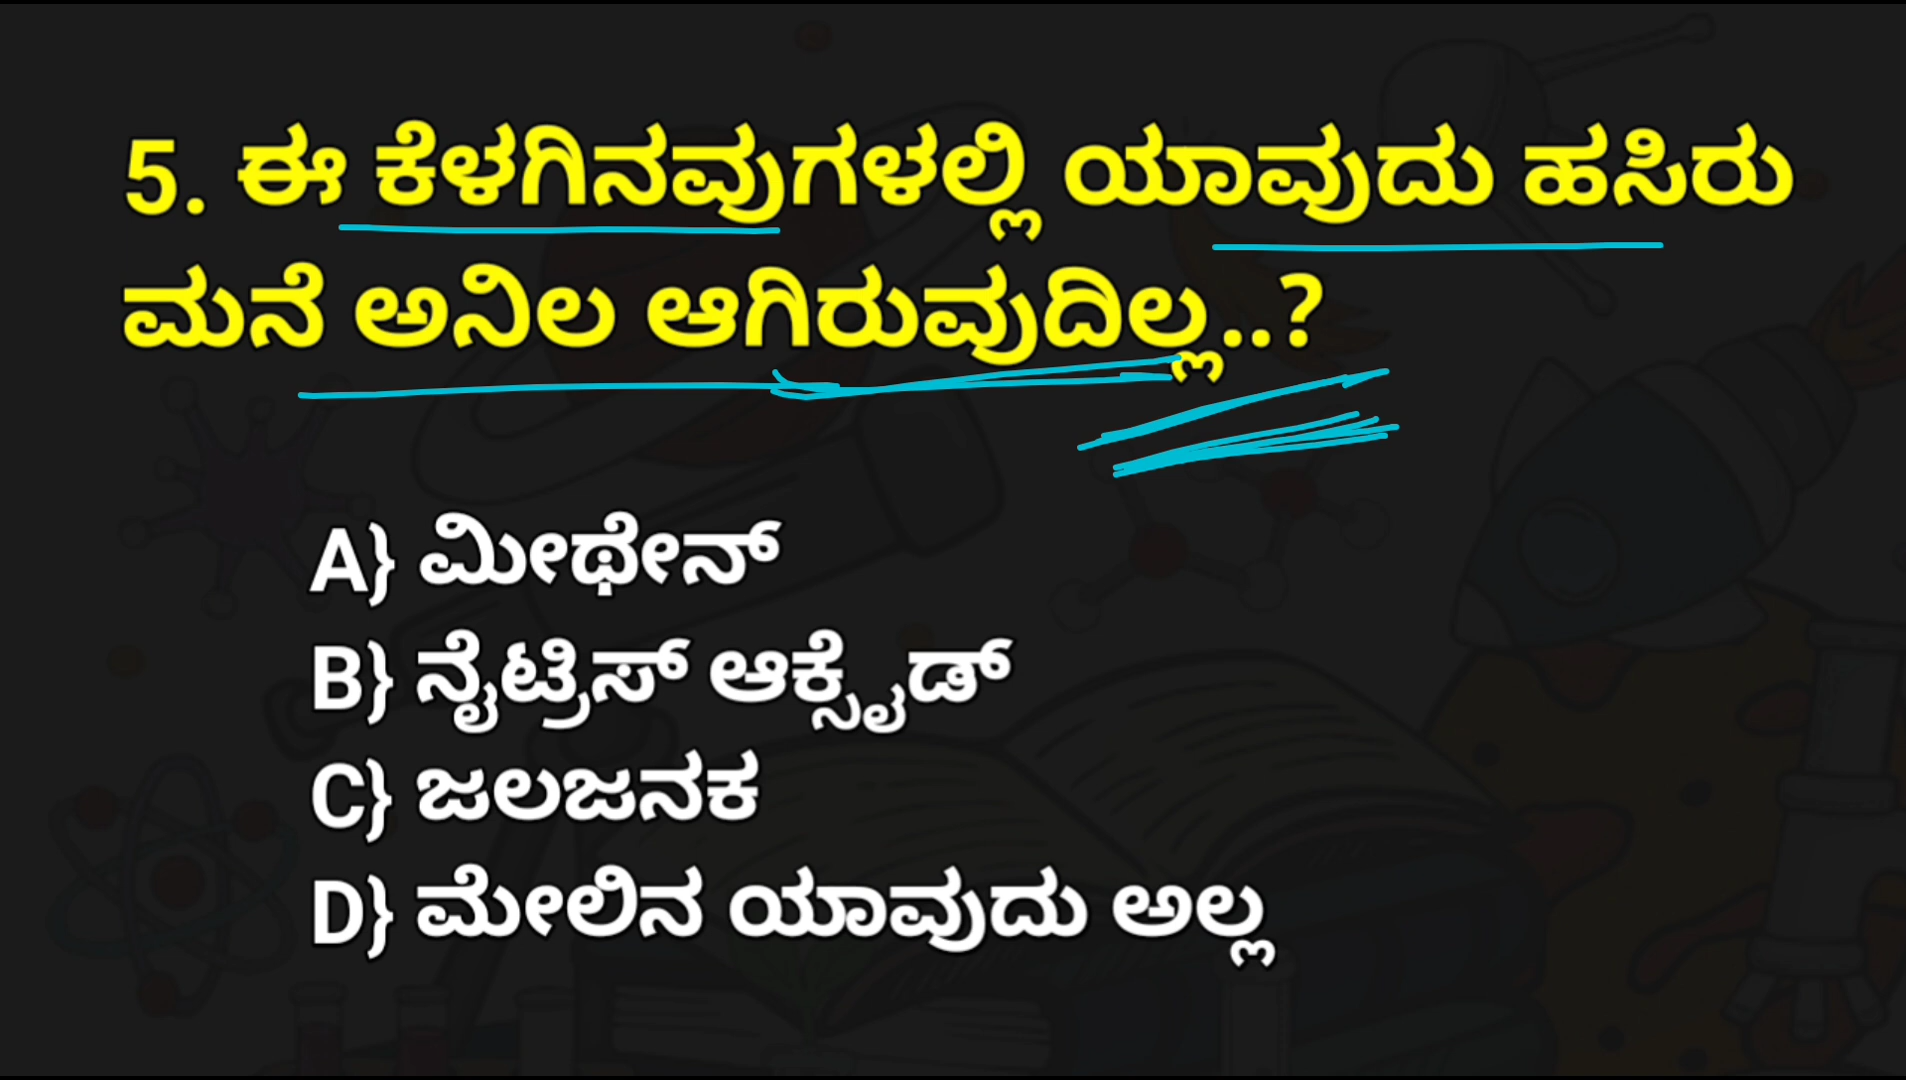 5. ಈ ಕೆಳಗಿನವುಗಳಲ್ಲಿ ಯಾವುದು ಹಸಿರು
ಮನೆ ಅನಿಲ ಆಗಿರುವುದಿಲ್ಲ..?
A} ಮೀಥೇನ್
B} ನೈಟ್ರಿಸ್ ಆಕ್ಸೈಡ್
C} ಜಲಜನಕ
D} ಮೇಲಿನ ಯಾವುದು ಅಲ್ಲ